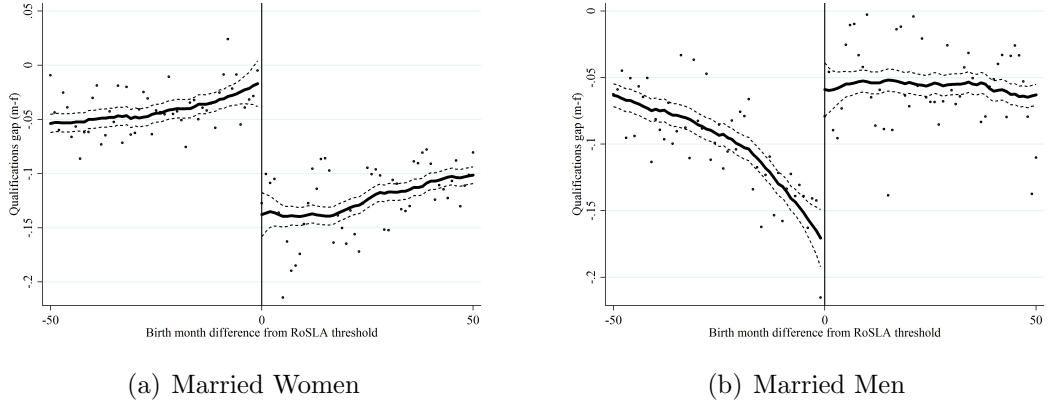 .05
0
.05
-.1
-.15
-.2
Qualifications gap (m-f)
-50
0
50
Birth month difference from RoSLA threshold
(a) Married Women
0
.05
-.1
-.15
-.2
Qualifications gap (m-f)
-50
0
50
Birth month difference from RoSLA threshold
(b) Married Men